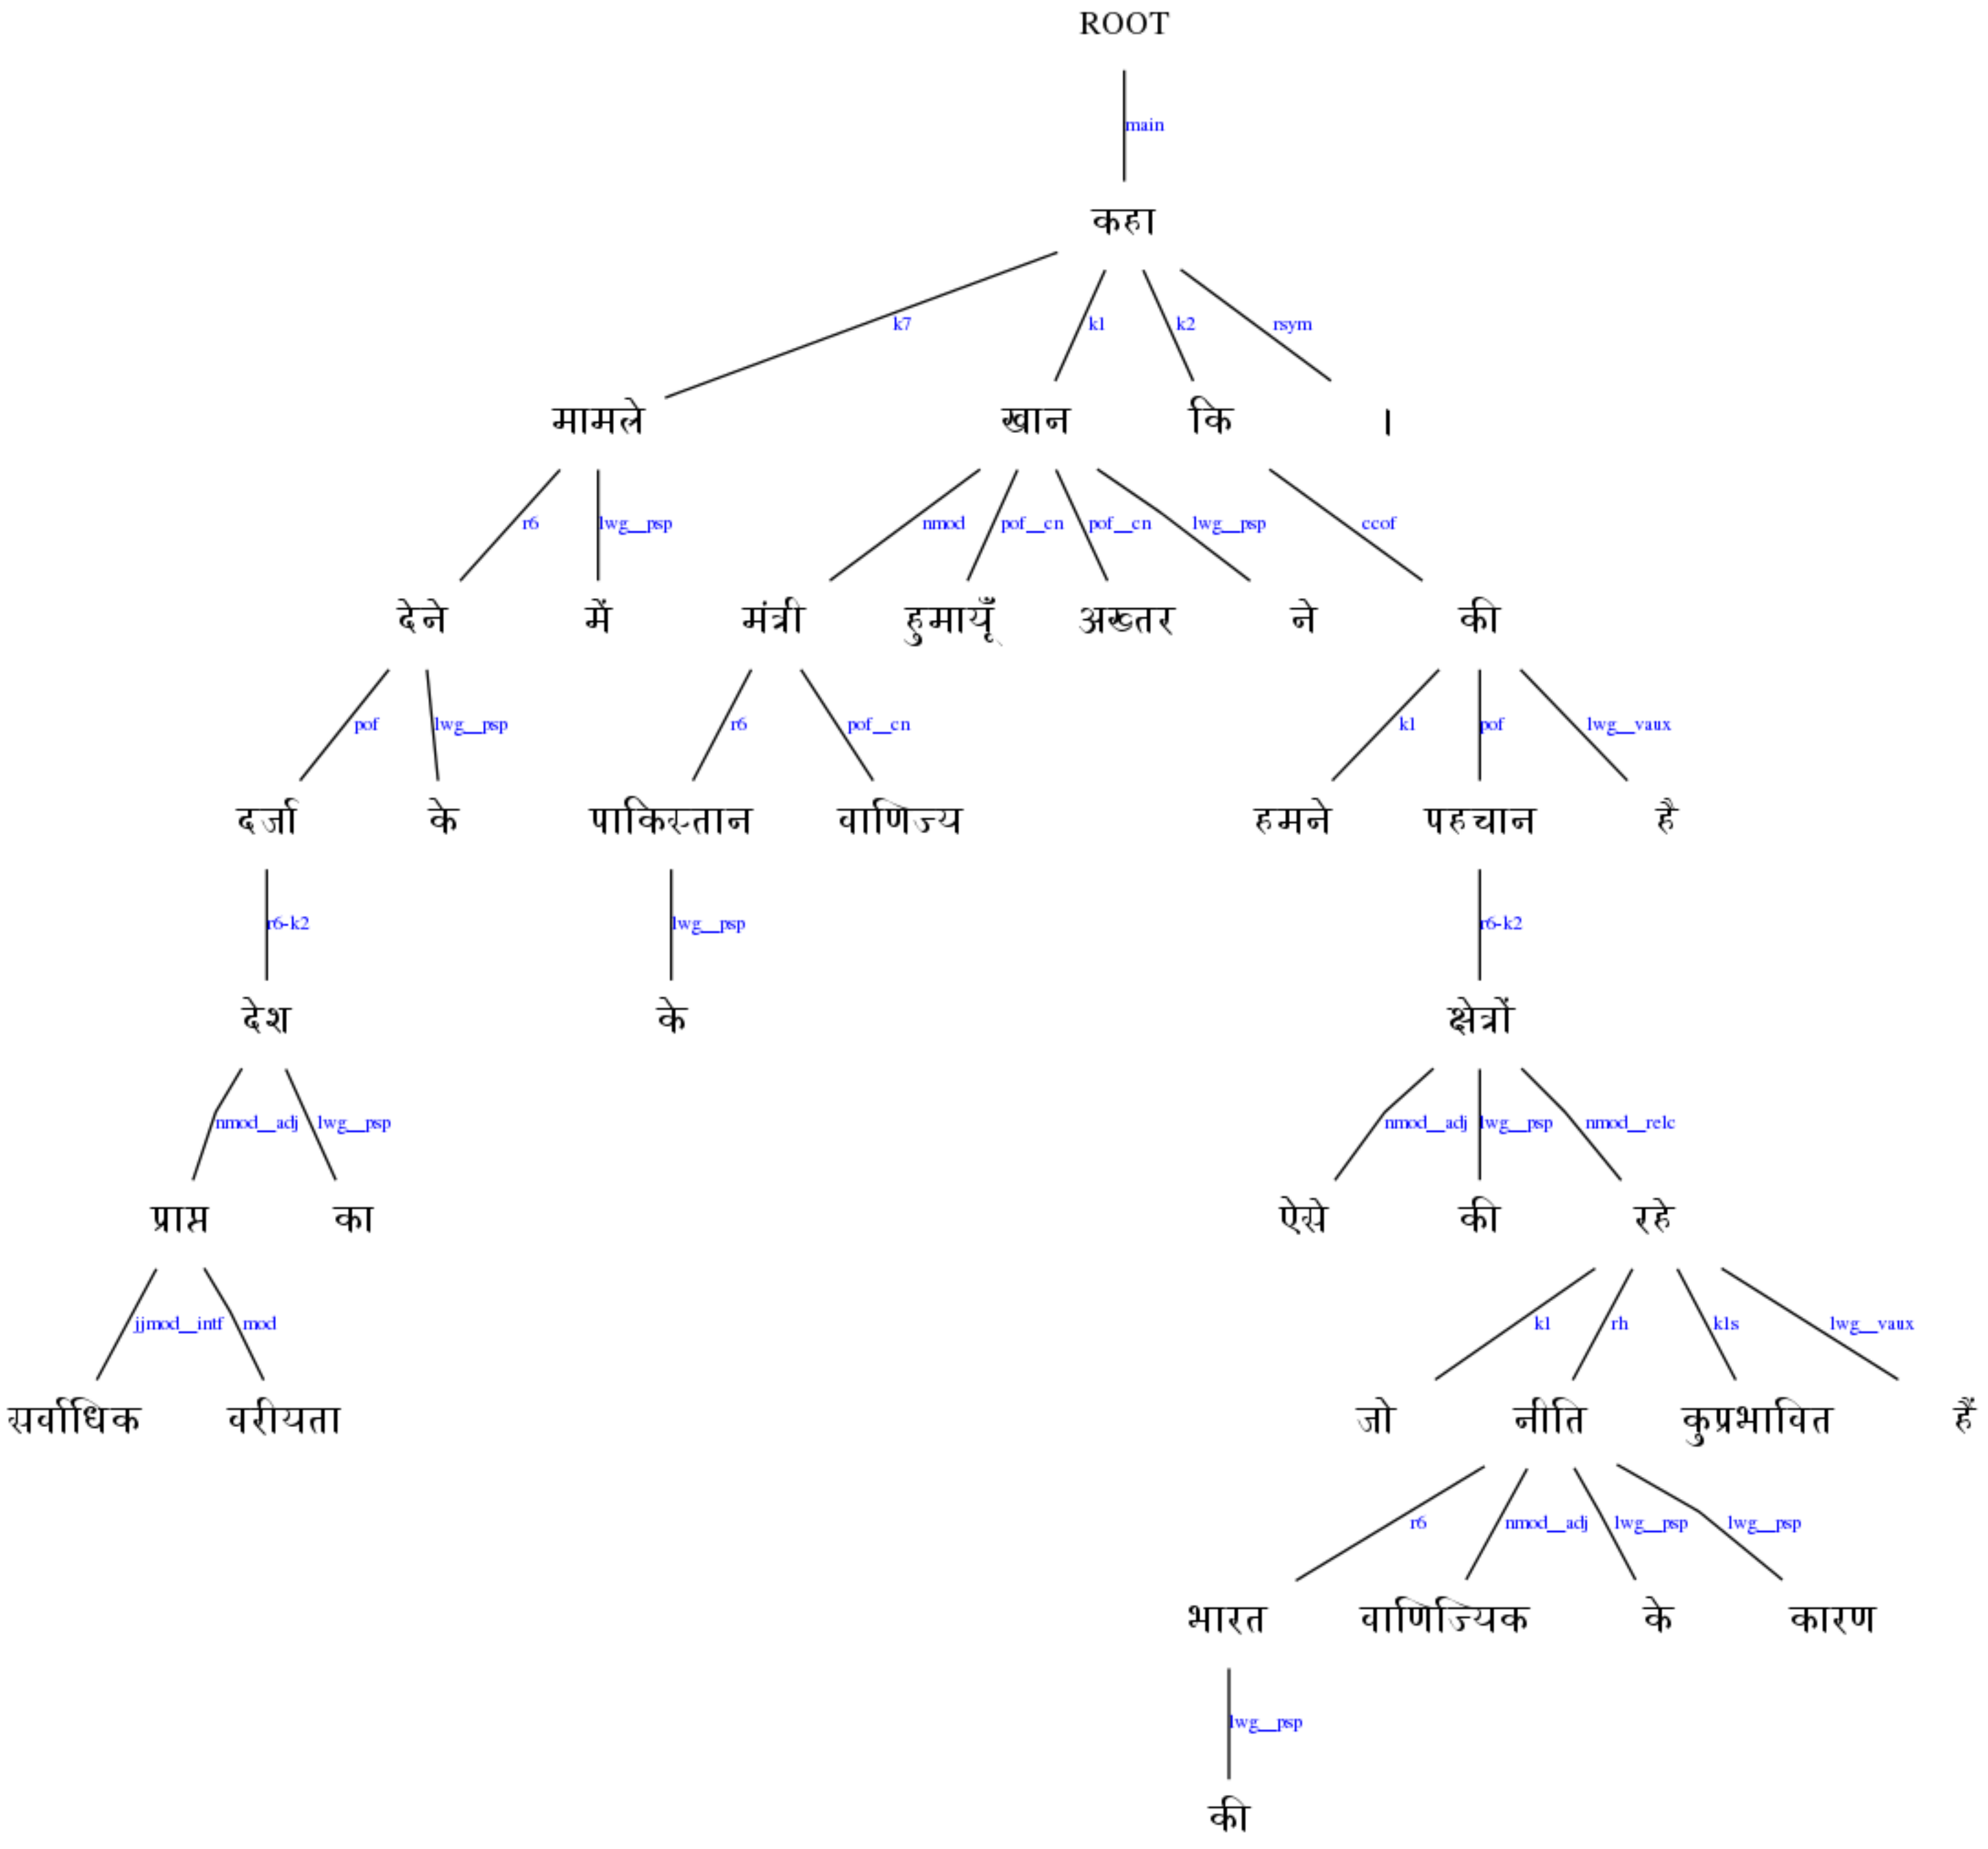 ROOT
main
कहा
k7 k1 k2 rsym
मामले खान कि ।
r6 lwg__psp nmod pof__cn pof__cn lwg__psp ccof
देने में मंत्री हुमायूँ अख्तर ने की
pof lwg__psp r6 pof__cn k1 pof lwg__vaux
दर्जा के पाकिस्तान वाणिज्य हमने पहचान है
r6-k2 lwg__psp r6-k2
देश के क्षेत्रों
nmod__adj lwg__psp nmod__adj lwg__psp nmod__relc
प्राप्त का ऐसे की रहे
jjmod__intf mod k1 rh k1s lwg__vaux
सर्वाधिक वरीयता जो नीति कुप्रभावित हैं
r6 nmod__adj lwg__psp lwg__psp
भारत वाणिज्यिक के कारण
lwg__psp
की